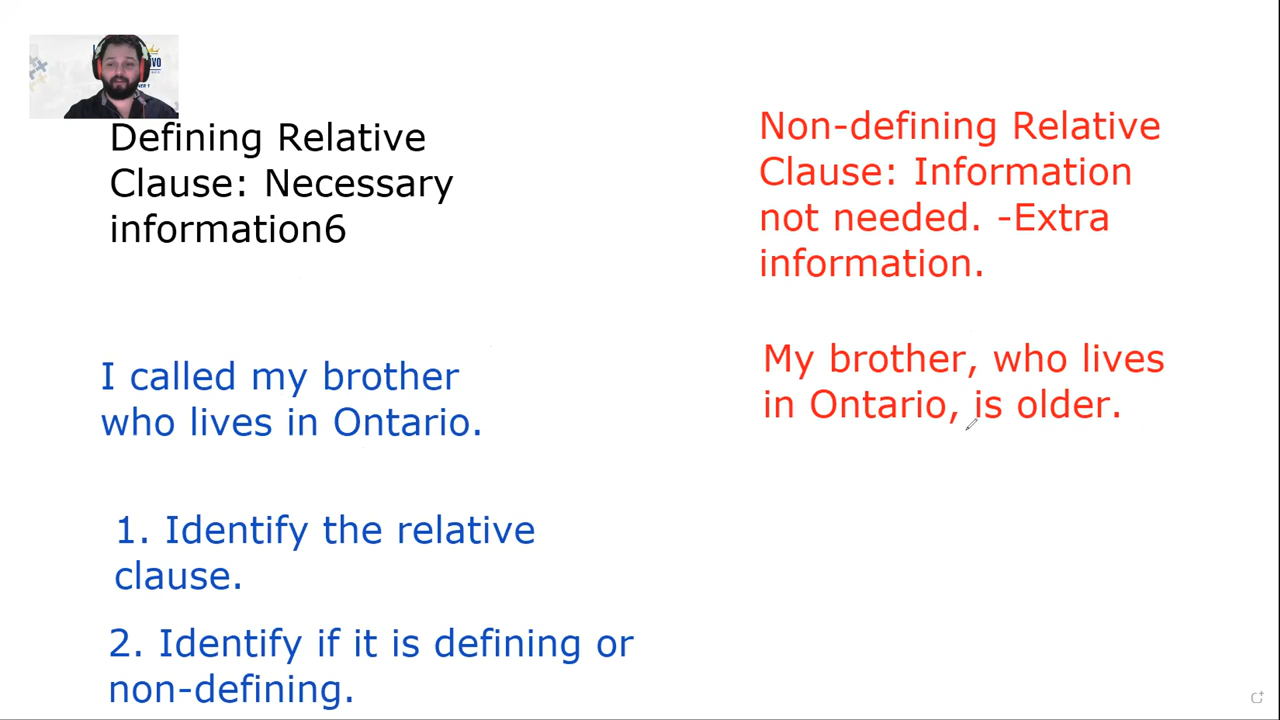 Defining Relative
Clause: Necessary
information6
Non-defining Relative
Clause: Information
not needed. -Extra
information.
I called my brother
who lives in Ontario.
My brother, who lives
in Ontario, is older.
1. Identify the relative
clause.
2. Identify if it is defining or
non-defining.